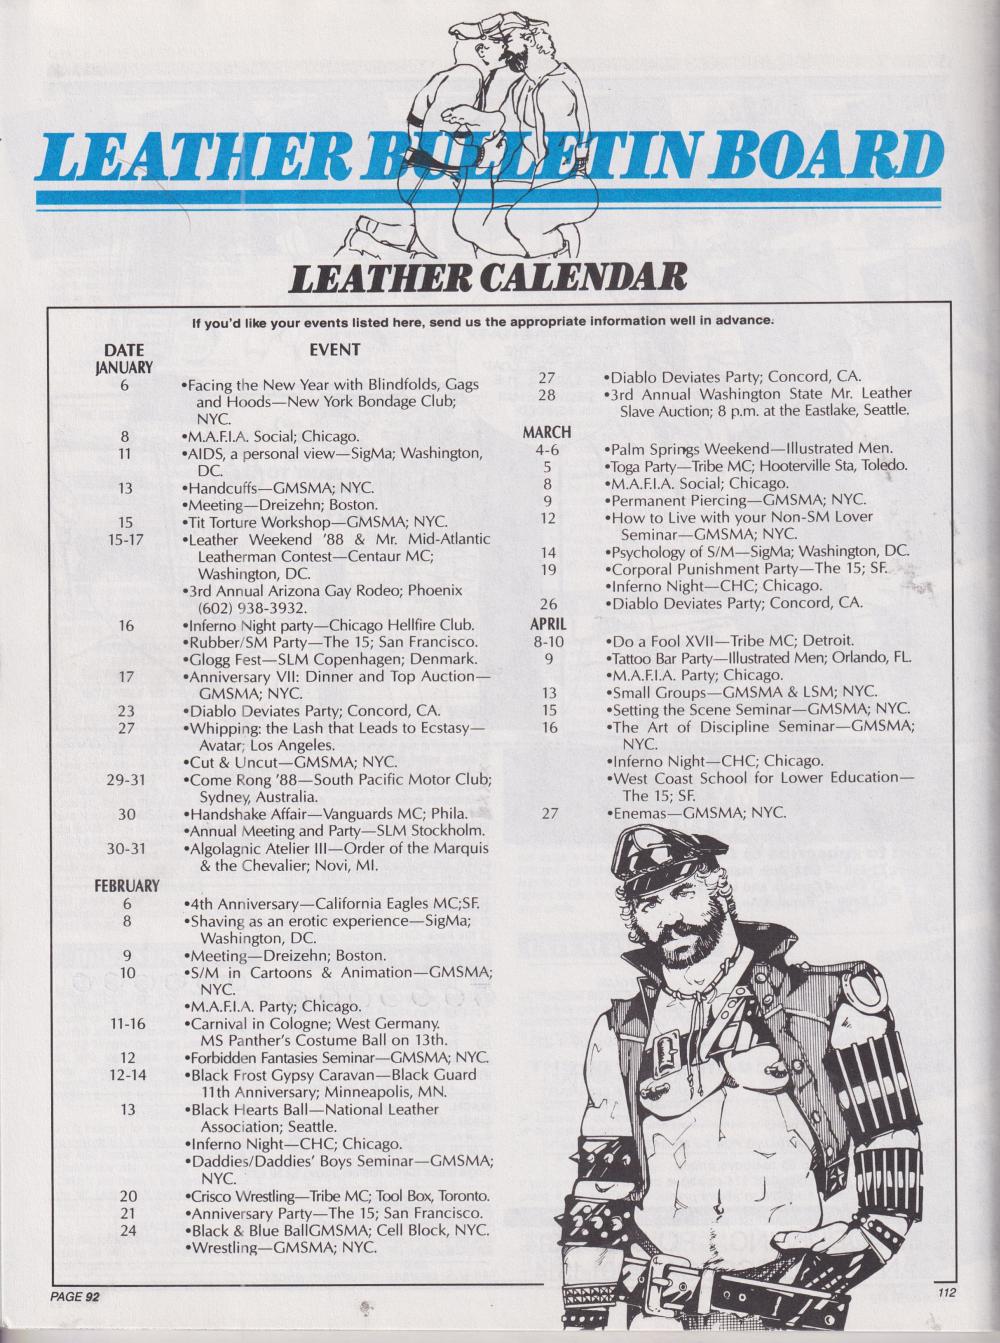 LEATHER BULLETIN BOARD
LEATHER CALENDAR
If you'd like your events listed here, send us the appropriate information well in advance.
DATE EVENT
JANUARY
6 •Facing the New Year with Blindfolds, Gags
and Hoods—New York Bondage Club;
NYC.
8 •M.A.F.I.A. Social; Chicago.
11 •AIDS, a personal view—SigMa; Washington,
DC.
13 •Handcuffs—GMSMA; NYC.
•Meeting—Dreizehn; Boston.
15 •Tit Torture Workshop—GMSMA; NYC.
15-17 •Leather Weekend '88 & Mr. Mid-Atlantic
Leatherman Contest—Centaur MC;
Washington, DC.
•3rd Annual Arizona Gay Rodeo; Phoenix
(602) 938-3932.
16 •Inferno Night party—Chicago Hellfire Club.
•Rubber/SM Party—The 15; San Francisco.
•Glogg Fest—SLM Copenhagen; Denmark.
17 •Anniversary VII: Dinner and Top Auction—
GMSMA; NYC.
23 •Diablo Deviates Party; Concord, CA.
27 •Whipping: the Lash that Leads to Ecstasy—
Avatar; Los Angeles.
•Cut & Uncut—GMSMA; NYC.
29-31 •Come Rong '88—South Pacific Motor Club;
Sydney, Australia.
30 •Handshake Affair—Vanguards MC; Phila.
•Annual Meeting and Party—SLM Stockholm.
30-31 •Algolagnic Atelier III—Order of the Marquis
& the Chevalier; Novi, MI.
FEBRUARY
6 •4th Anniversary—California Eagles MC;SF.
8 •Shaving as an erotic experience—SigMa;
Washington, DC.
9 •Meeting—Dreizehn; Boston.
10 •S/M in Cartoons & Animation—GMSMA;
NYC.
•M.A.F.I.A. Party; Chicago.
11-16 •Carnival in Cologne; West Germany.
MS Panther's Costume Ball on 13th.
12 •Forbidden Fantasies Seminar—GMSMA; NYC.
12-14 •Black Frost Gypsy Caravan—Black Guard
11th Anniversary; Minneapolis, MN.
13 •Black Hearts Ball—National Leather
Association; Seattle.
•Inferno Night—CHC; Chicago.
•Daddies/Daddies' Boys Seminar—GMSMA;
NYC.
20 •Crisco Wrestling—Tribe MC; Tool Box, Toronto.
21 •Anniversary Party—The 15; San Francisco.
24 •Black & Blue BallGMSMA; Cell Block, NYC.
•Wrestling—GMSMA; NYC.
27 •Diablo Deviates Party; Concord, CA.
28 •3rd Annual Washington State Mr. Leather
Slave Auction; 8 p.m. at the Eastlake, Seattle.
MARCH
4-6 •Palm Springs Weekend—Illustrated Men.
5 •Toga Party—Tribe MC; Hooterville Sta, Toledo.
8 •M.A.F.I.A. Social; Chicago.
9 •Permanent Piercing—GMSMA; NYC.
12 •How to Live with your Non-SM Lover
Seminar—GMSMA; NYC.
14 •Psychology of S/M—SigMa; Washington, DC.
19 •Corporal Punishment Party—The 15; SF.
•Inferno Night—CHC; Chicago.
26 •Diablo Deviates Party; Concord, CA.
APRIL
8-10 •Do a Fool XVII—Tribe MC; Detroit.
9 •Tattoo Bar Party—Illustrated Men; Orlando, FL.
•M.A.F.I.A. Party; Chicago.
13 •Small Groups—GMSMA & LSM; NYC.
15 •Setting the Scene Seminar—GMSMA; NYC.
16 •The Art of Discipline Seminar—GMSMA;
NYC.
•Inferno Night—CHC; Chicago.
•West Coast School for Lower Education—
The 15; SF.
27 •Enemas—GMSMA; NYC.
PAGE 92
112